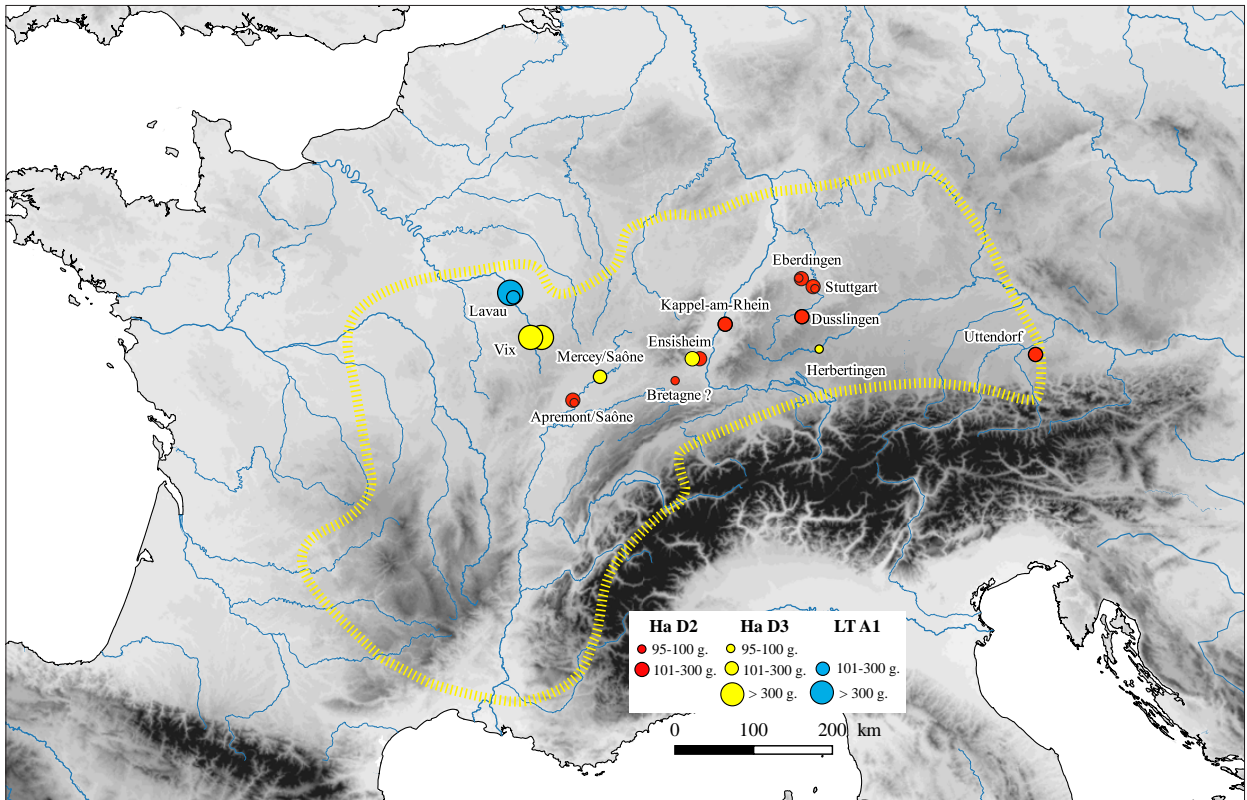 Eberdingen
Stuttgart
Lavau
Kappel-am-Rhein
Dusslingen
Vix
Ensisheim
Uttendorf
Mercey/Saône
Herbertingen
Bretagne ?
Apremont/Saône
Ha D2 Ha D3 LT A1
95-100 g. 95-100 g.
101-300 g. 101-300 g. 101-300 g.
> 300 g. > 300 g.
0 100 200 km